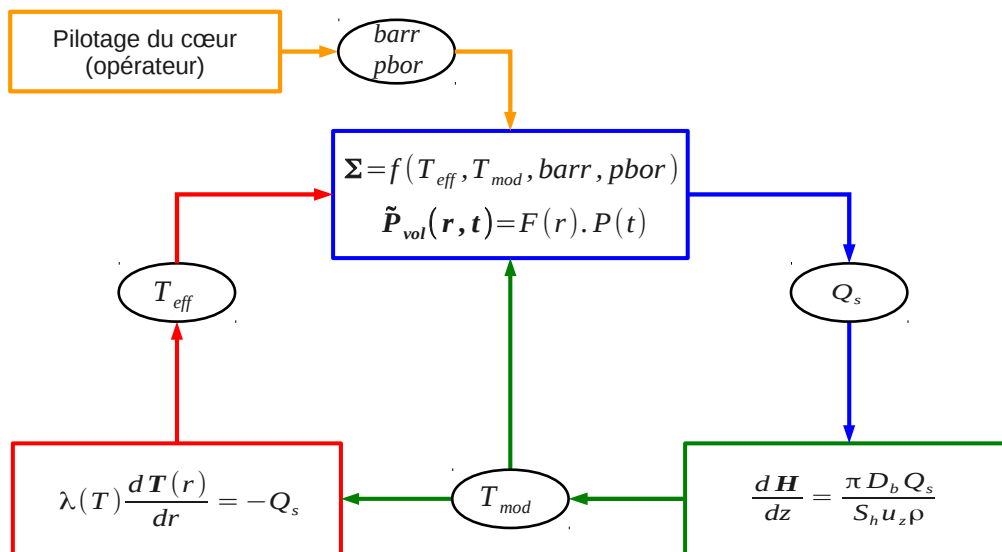 Pilotage du cœur
(opérateur)
barr
pbor
Σ=f(T_eff, T_mod, barr, pbor)
P̃_vol(r,t)=F(r).P(t)
T_eff
Q_s
λ(T) dT(r)/dr = −Q_s
T_mod
dH/dz = π D_b Q_s / S_h u_z ρ